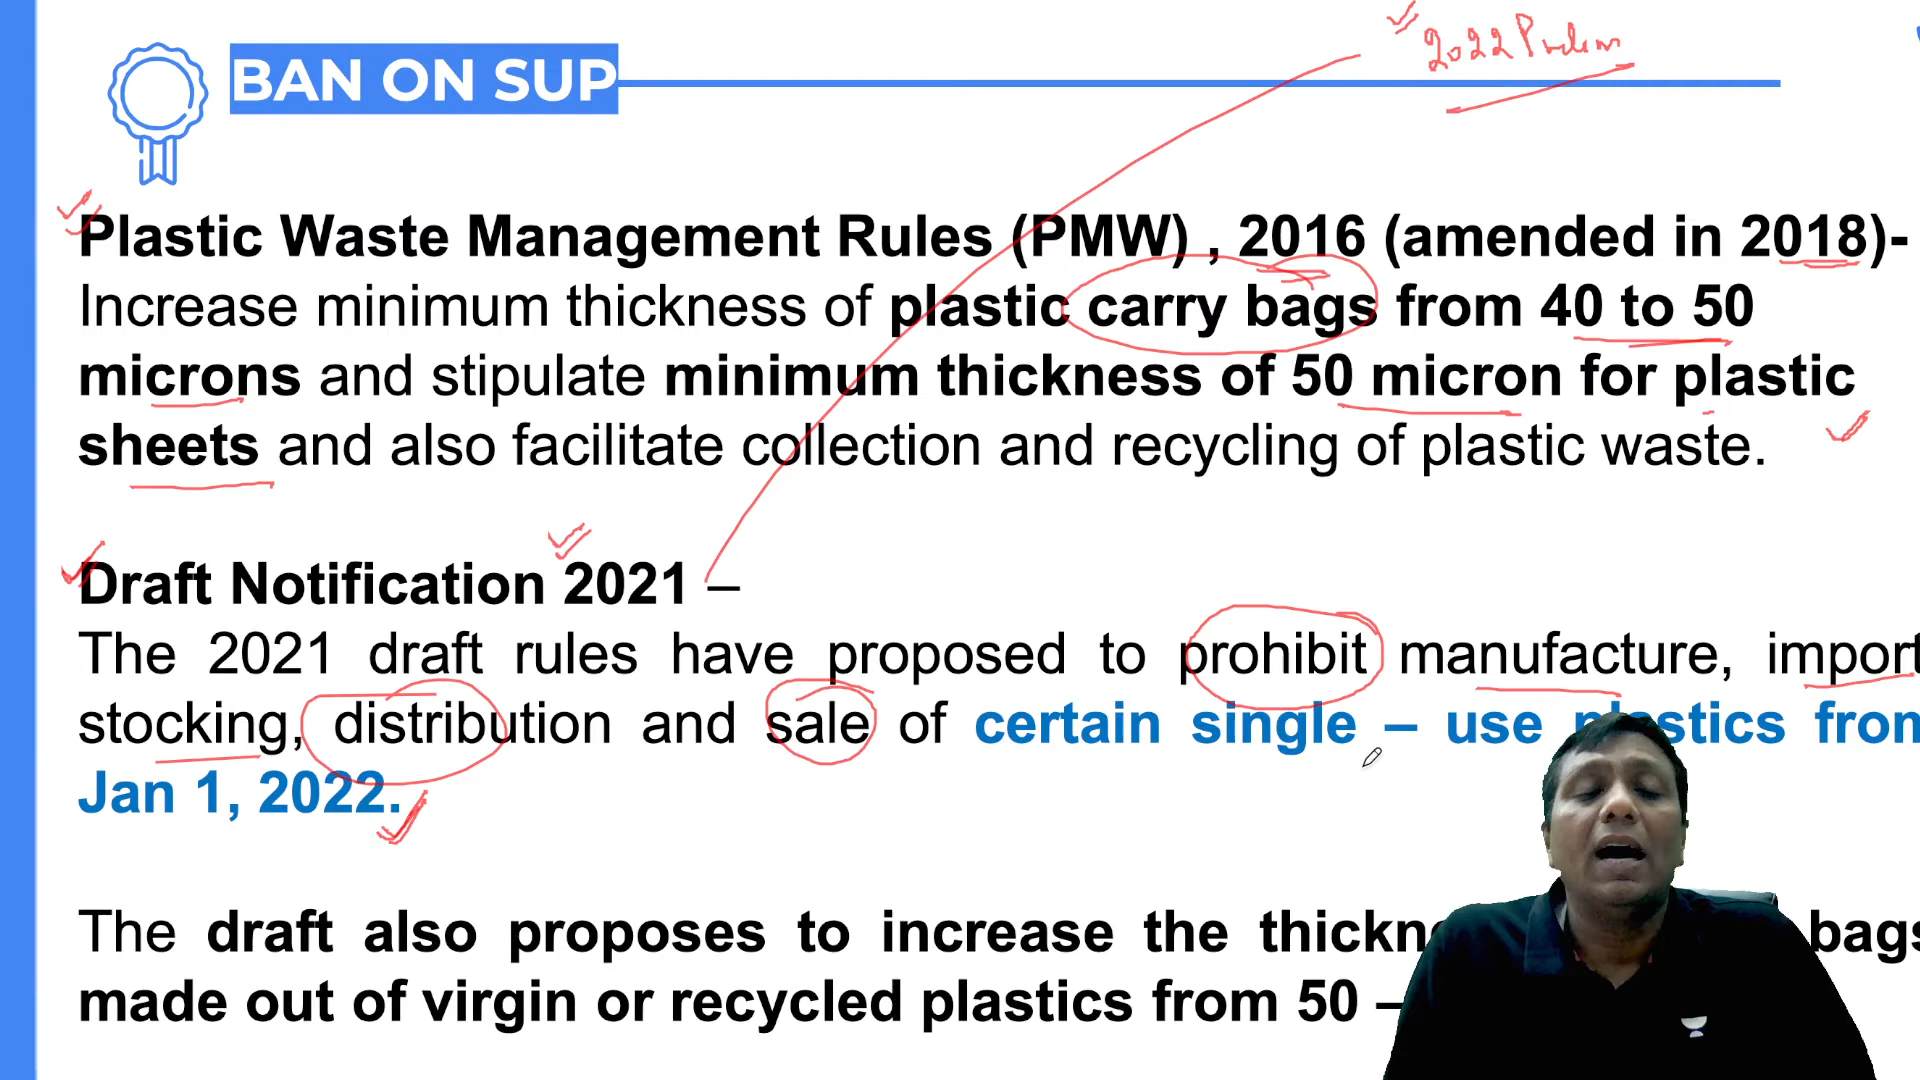 2022 Prelim
BAN ON SUP
Plastic Waste Management Rules (PMW) , 2016 (amended in 2018)-
Increase minimum thickness of plastic carry bags from 40 to 50
microns and stipulate minimum thickness of 50 micron for plastic
sheets and also facilitate collection and recycling of plastic waste.
Draft Notification 2021 –
The 2021 draft rules have proposed to prohibit manufacture, import
stocking, distribution and sale of certain single – use plastics from
Jan 1, 2022.
The draft also proposes to increase the bags
made out of virgin or recycled plastics from 50 –